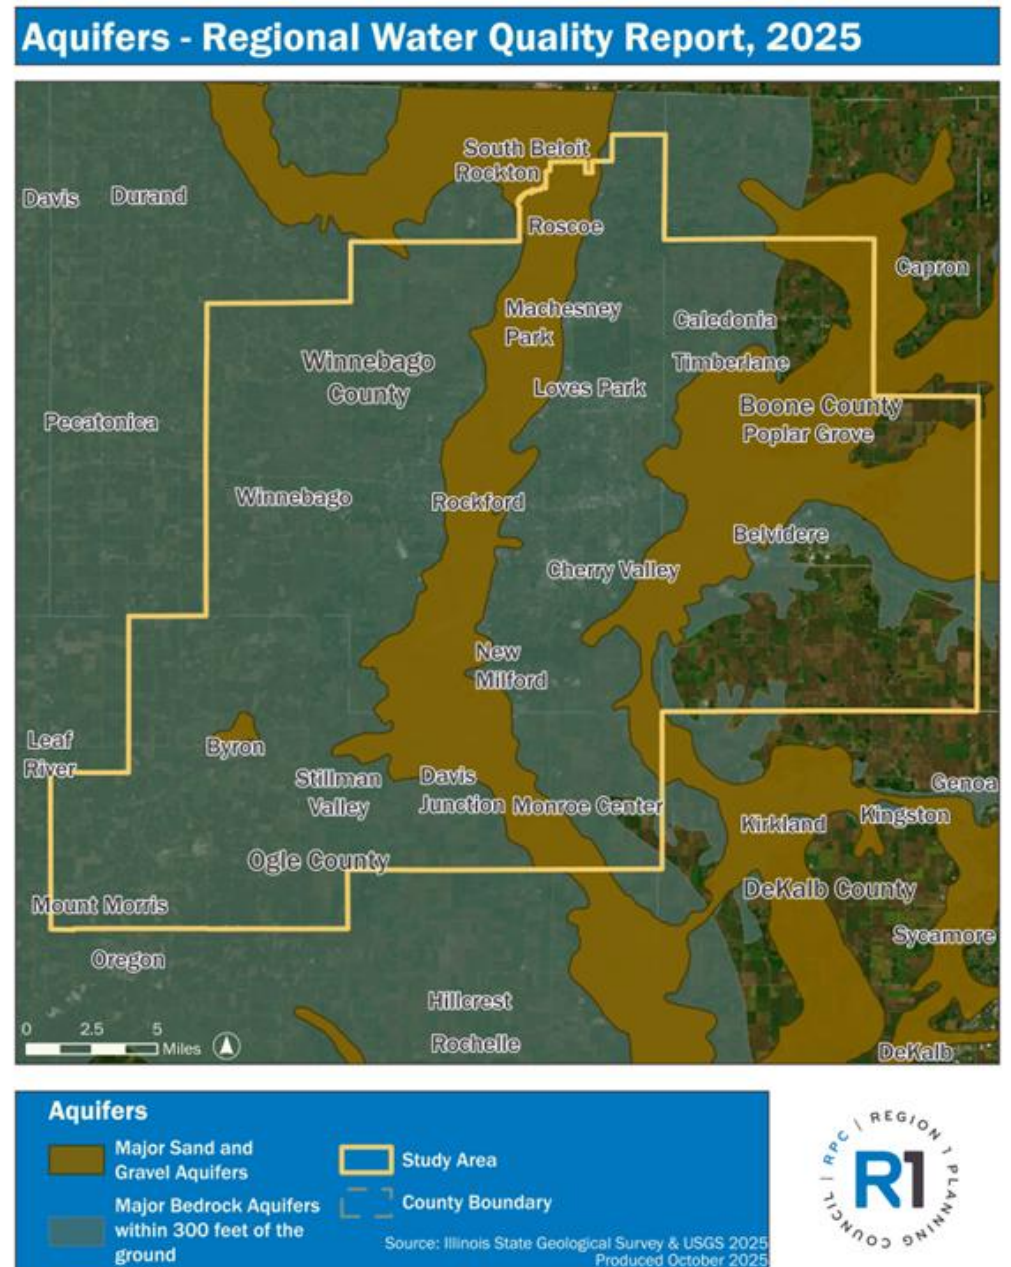 Aquifers - Regional Water Quality Report, 2025
South Beloit
Rockton
Davis
Durand
Roscoe
Capron
Machesney
Park
Caledonia
Winnebago
County
Timberlane
Loves Park
Boone County
Pecatonica
Poplar Grove
Winnebago
Rockford
Belvidere
Cherry Valley
New
Milford
Leaf
River
Byron
Stillman
Valley
Davis
Junction
Monroe Center
Genoa
Kirkland
Kingston
Ogle County
DeKalb County
Mount Morris
Sycamore
Oregon
Hillcrest
Rochelle
DeKalb
0 2.5 5
Miles
Aquifers
Major Sand and
Gravel Aquifers
Major Bedrock Aquifers
within 300 feet of the
ground
Study Area
County Boundary
Source: Illinois State Geological Survey & USGS 2025
Produced October 2025
R1
RPC | REGION 1 PLANNING COUNCIL |